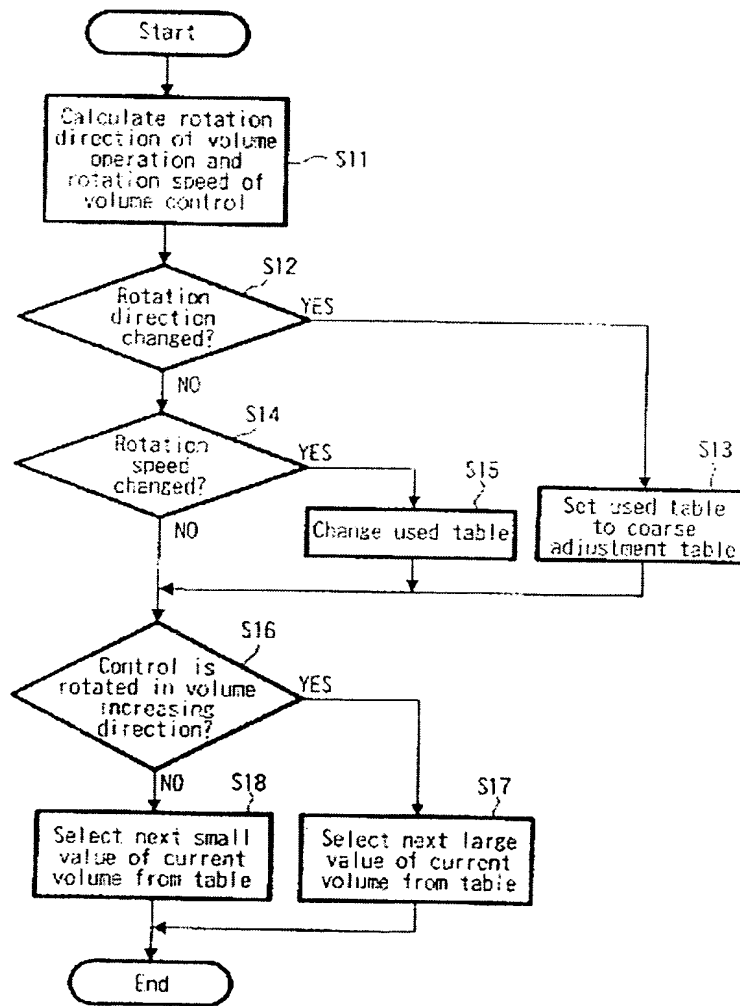 Start
Calculate rotation
direction of volume
operation and
rotation speed of
volume control
S11
S12
Rotation
direction
changed?
YES
NO
S14
Rotation
speed
changed?
YES
NO
S15
Change used table
S13
Set used table
to coarse
adjustment table
S16
Control is
rotated in volume
increasing
direction?
YES
NO
S18
Select next small
value of current
volume from table
S17
Select next large
value of current
volume from table
End